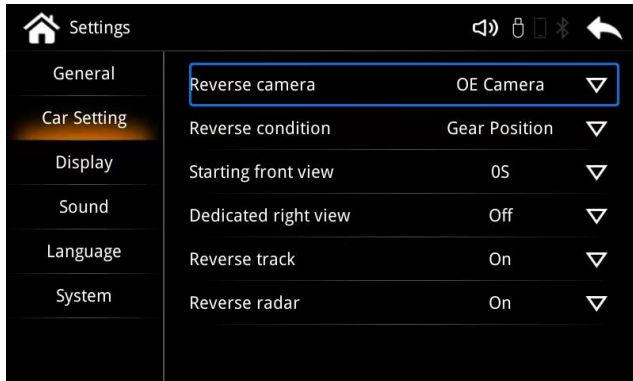 Settings
General
Car Setting
Display
Sound
Language
System
Reverse camera OE Camera
Reverse condition Gear Position
Starting front view 0S
Dedicated right view Off
Reverse track On
Reverse radar On